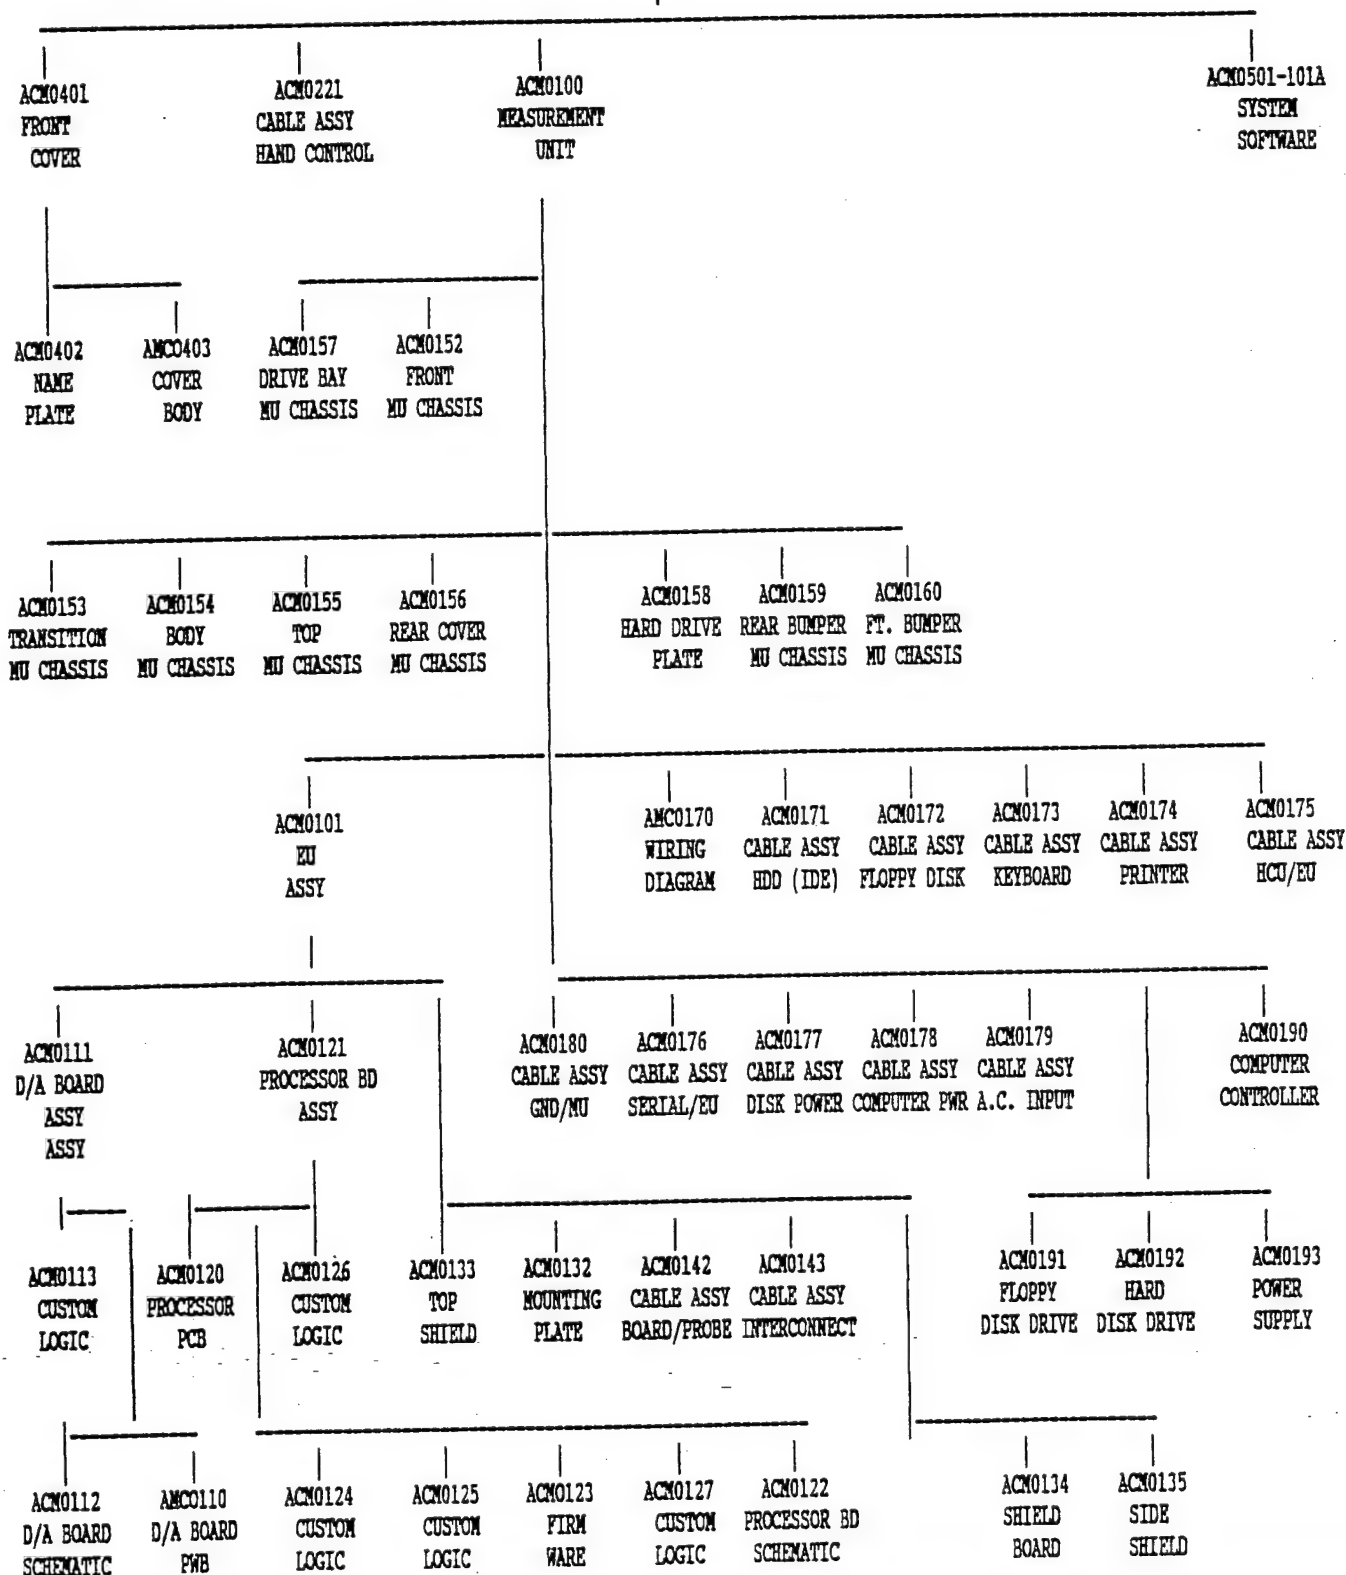 ACM0401
FRONT
COVER
ACM0221
CABLE ASSY
HAND CONTROL
ACM0100
MEASUREMENT
UNIT
ACM0501-101A
SYSTEM
SOFTWARE
ACM0402
NAME
PLATE
AMC0403
COVER
BODY
ACM0157
DRIVE BAY
MU CHASSIS
ACM0152
FRONT
MU CHASSIS
ACM0153
TRANSITION
MU CHASSIS
ACM0154
BODY
MU CHASSIS
ACM0155
TOP
MU CHASSIS
ACM0156
REAR COVER
MU CHASSIS
ACM0158
HARD DRIVE
PLATE
ACM0159
REAR BUMPER
MU CHASSIS
ACM0160
FT. BUMPER
MU CHASSIS
ACM0101
EU
ASSY
AMC0170
WIRING
DIAGRAM
ACM0171
CABLE ASSY
HDD (IDE)
ACM0172
CABLE ASSY
FLOPPY DISK
ACM0173
CABLE ASSY
KEYBOARD
ACM0174
CABLE ASSY
PRINTER
ACM0175
CABLE ASSY
HCU/EU
ACM0111
D/A BOARD
ASSY
ASSY
ACM0121
PROCESSOR BD
ASSY
ACM0180
CABLE ASSY
GND/MU
ACM0176
CABLE ASSY
SERIAL/EU
ACM0177
CABLE ASSY
DISK POWER
ACM0178
CABLE ASSY
COMPUTER PWR
ACM0179
CABLE ASSY
A.C. INPUT
ACM0190
COMPUTER
CONTROLLER
ACM0113
CUSTOM
LOGIC
ACM0120
PROCESSOR
PCB
ACM0126
CUSTOM
LOGIC
ACM0133
TOP
SHIELD
ACM0132
MOUNTING
PLATE
ACM0142
CABLE ASSY
BOARD/PROBE
ACM0143
CABLE ASSY
INTERCONNECT
ACM0191
FLOPPY
DISK DRIVE
ACM0192
HARD
DISK DRIVE
ACM0193
POWER
SUPPLY
ACM0112
D/A BOARD
SCHEMATIC
AMC0110
D/A BOARD
PWB
ACM0124
CUSTOM
LOGIC
ACM0125
CUSTOM
LOGIC
ACM0123
FIRM
WARE
ACM0127
CUSTOM
LOGIC
ACM0122
PROCESSOR BD
SCHEMATIC
ACM0134
SHIELD
BOARD
ACM0135
SIDE
SHIELD